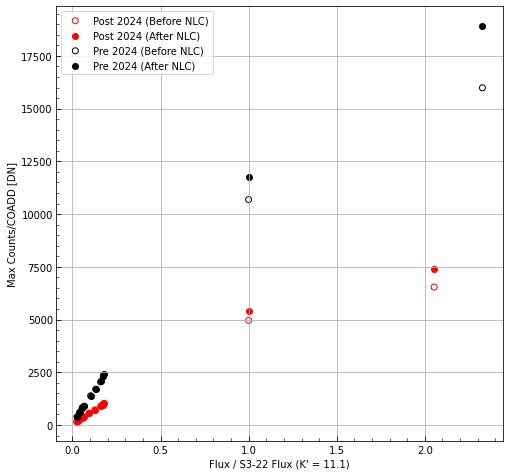 Post 2024 (Before NLC)
Post 2024 (After NLC)
Pre 2024 (Before NLC)
Pre 2024 (After NLC)
17500
15000
12500
10000
7500
5000
2500
0
Max Counts/COADD [DN]
0.0 0.5 1.0 1.5 2.0
Flux / S3-22 Flux (K' = 11.1)